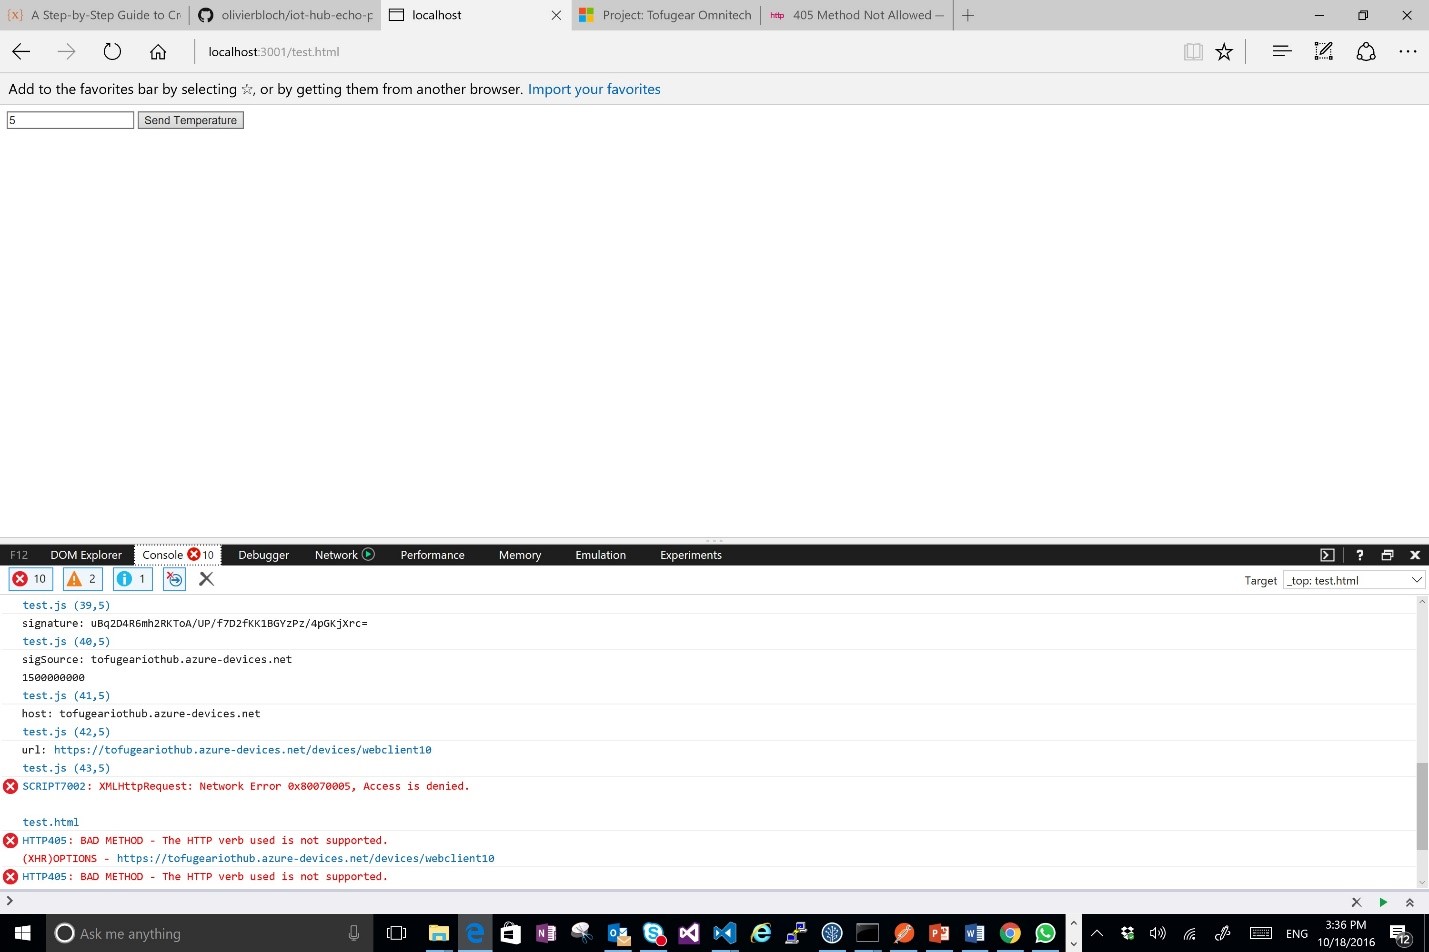 A Step-by-Step Guide to Cr
olivierbloch/iot-hub-echo-p
localhost
Project: Tofugear Omnitech
http 405 Method Not Allowed —
localhost:3001/test.html
Add to the favorites bar by selecting ☆, or by getting them from another browser. Import your favorites
5 Send Temperature
F12 DOM Explorer Console 10 Debugger Network Performance Memory Emulation Experiments ?
10 2 1 Target _top: test.html
test.js (39,5)
signature: uBq2D4R6mh2RKToA/UP/f7D2fKK1BGYzPz/4pGKjXrc=
test.js (40,5)
sigSource: tofugeariothub.azure-devices.net
1500000000
test.js (41,5)
host: tofugeariothub.azure-devices.net
test.js (42,5)
url: https://tofugeariothub.azure-devices.net/devices/webclient10
test.js (43,5)
SCRIPT7002: XMLHttpRequest: Network Error 0x80070005, Access is denied.
test.html
HTTP405: BAD METHOD - The HTTP verb used is not supported.
(XHR)OPTIONS - https://tofugeariothub.azure-devices.net/devices/webclient10
HTTP405: BAD METHOD - The HTTP verb used is not supported.
Ask me anything
ENG
3:36 PM
10/18/2016
12